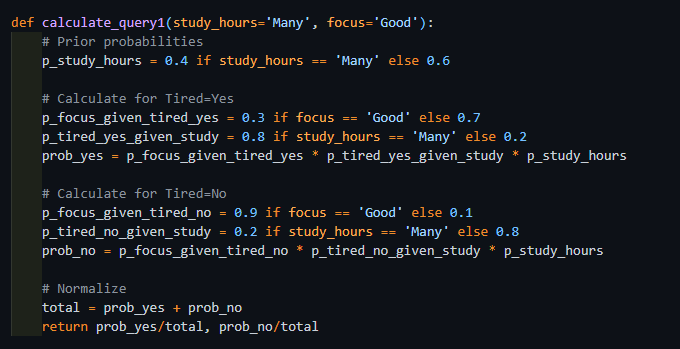 def calculate_query1(study_hours='Many', focus='Good'):
    # Prior probabilities
    p_study_hours = 0.4 if study_hours == 'Many' else 0.6

    # Calculate for Tired=Yes
    p_focus_given_tired_yes = 0.3 if focus == 'Good' else 0.7
    p_tired_yes_given_study = 0.8 if study_hours == 'Many' else 0.2
    prob_yes = p_focus_given_tired_yes * p_tired_yes_given_study * p_study_hours

    # Calculate for Tired=No
    p_focus_given_tired_no = 0.9 if focus == 'Good' else 0.1
    p_tired_no_given_study = 0.2 if study_hours == 'Many' else 0.8
    prob_no = p_focus_given_tired_no * p_tired_no_given_study * p_study_hours

    # Normalize
    total = prob_yes + prob_no
    return prob_yes/total, prob_no/total